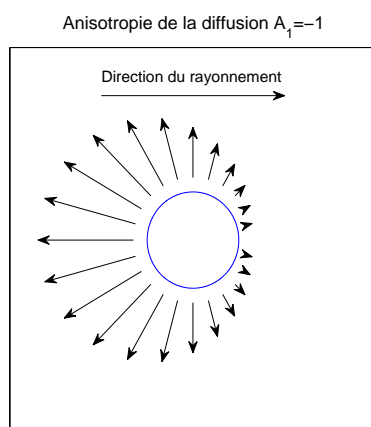 Anisotropie de la diffusion A₁=−1
Direction du rayonnement